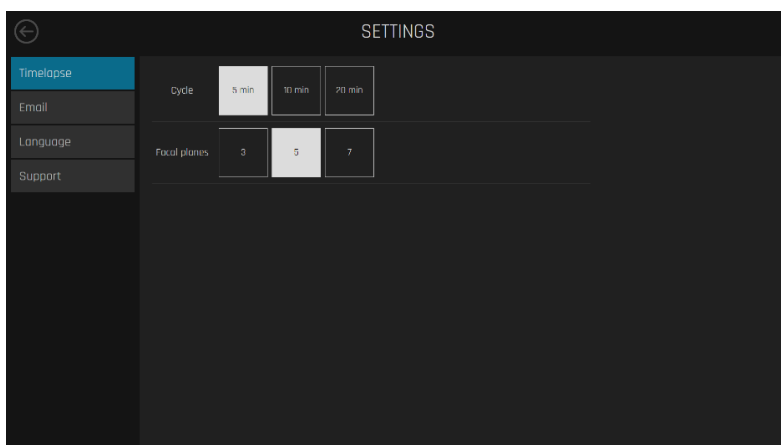 SETTINGS
Timelapse
Email
Language
Support
Cycle 5 min 10 min 20 min
Focal planes 3 5 7